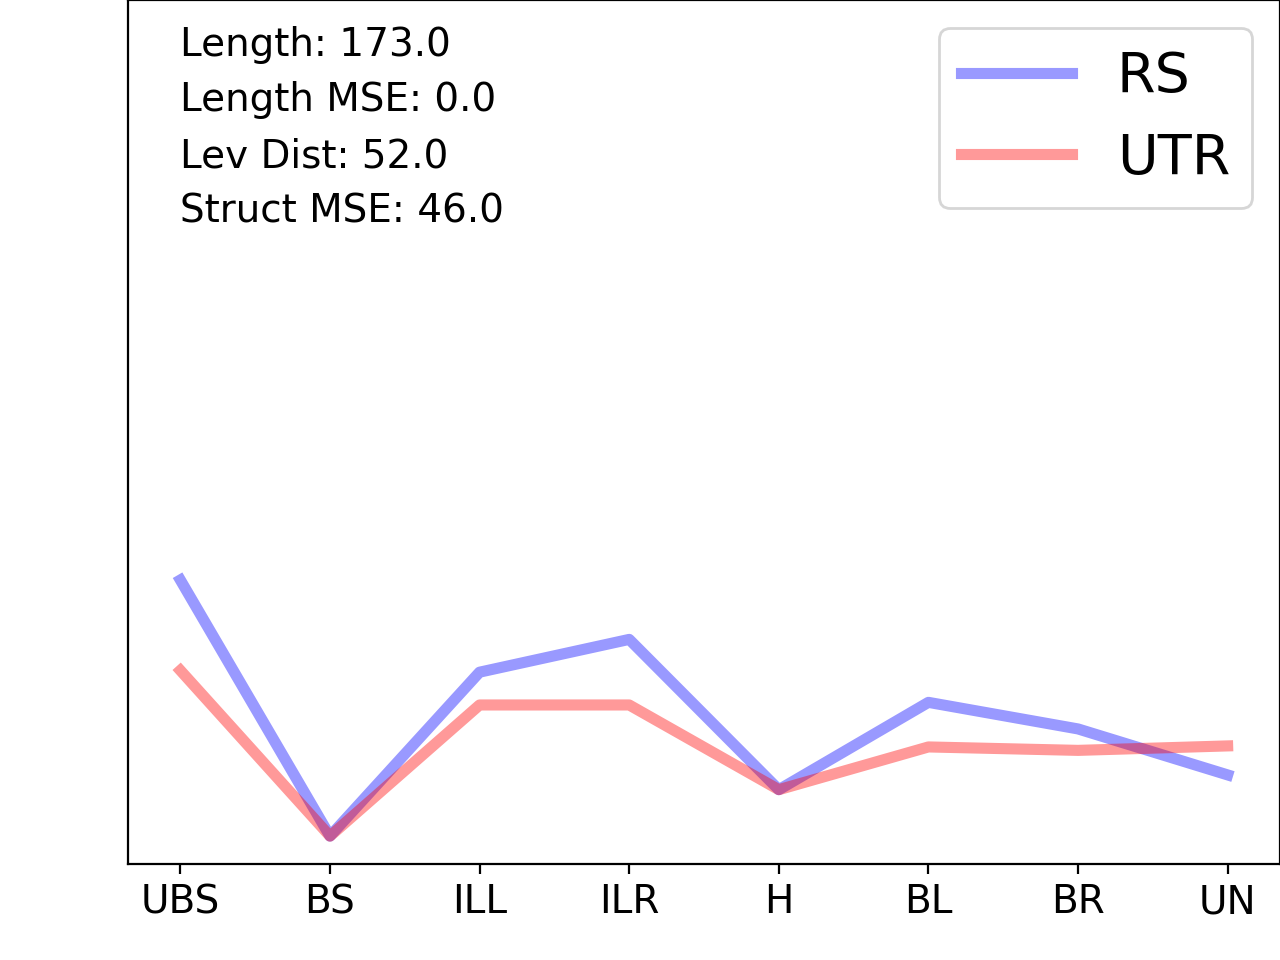 Length: 173.0
Length MSE: 0.0
Lev Dist: 52.0
Struct MSE: 46.0
RS
UTR
UBS BS ILL ILR H BL BR UN